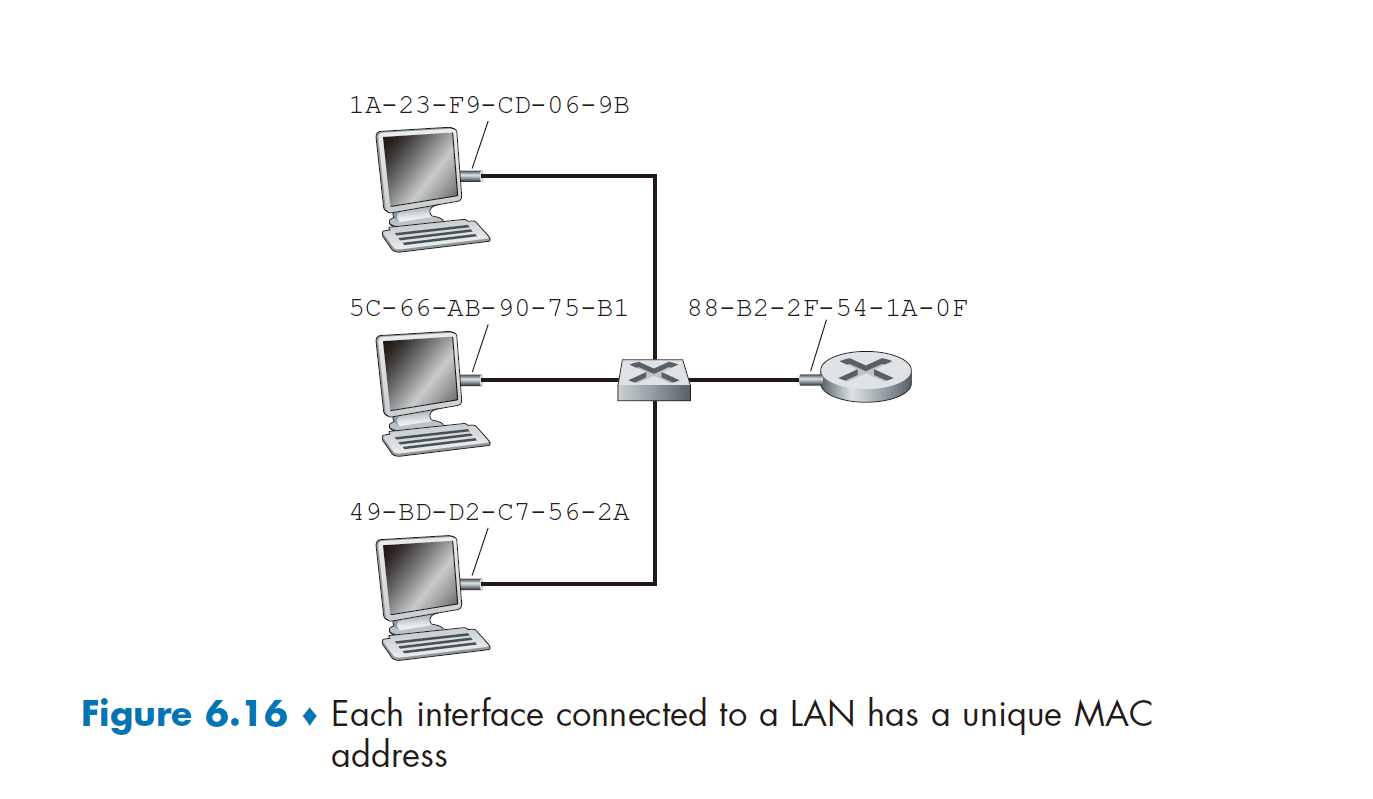 1A-23-F9-CD-06-9B
5C-66-AB-90-75-B1
88-B2-2F-54-1A-0F
49-BD-D2-C7-56-2A
Figure 6.16 ♦ Each interface connected to a LAN has a unique MAC
address